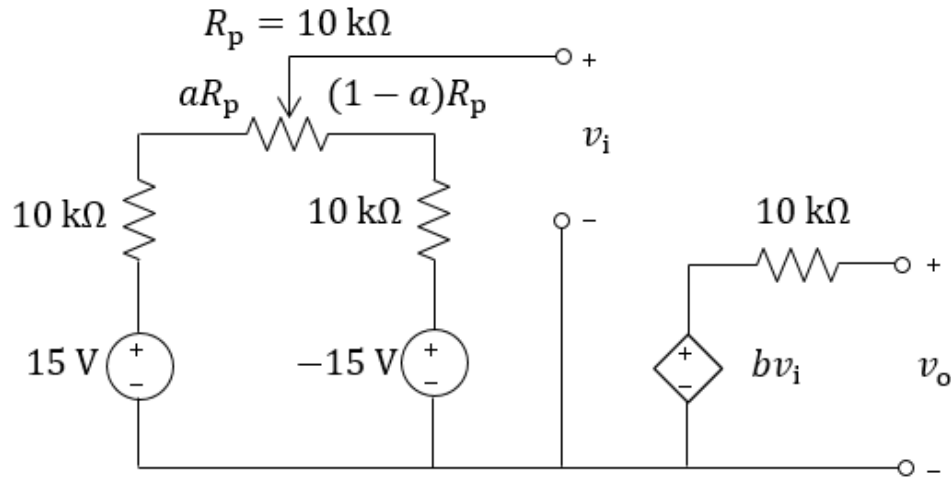 R_p = 10 kΩ
aR_p
(1 − a)R_p
+
v_i
−
10 kΩ
10 kΩ
10 kΩ
+
15 V
+
−
−15 V
+
−
+
−
bv_i
v_o
−